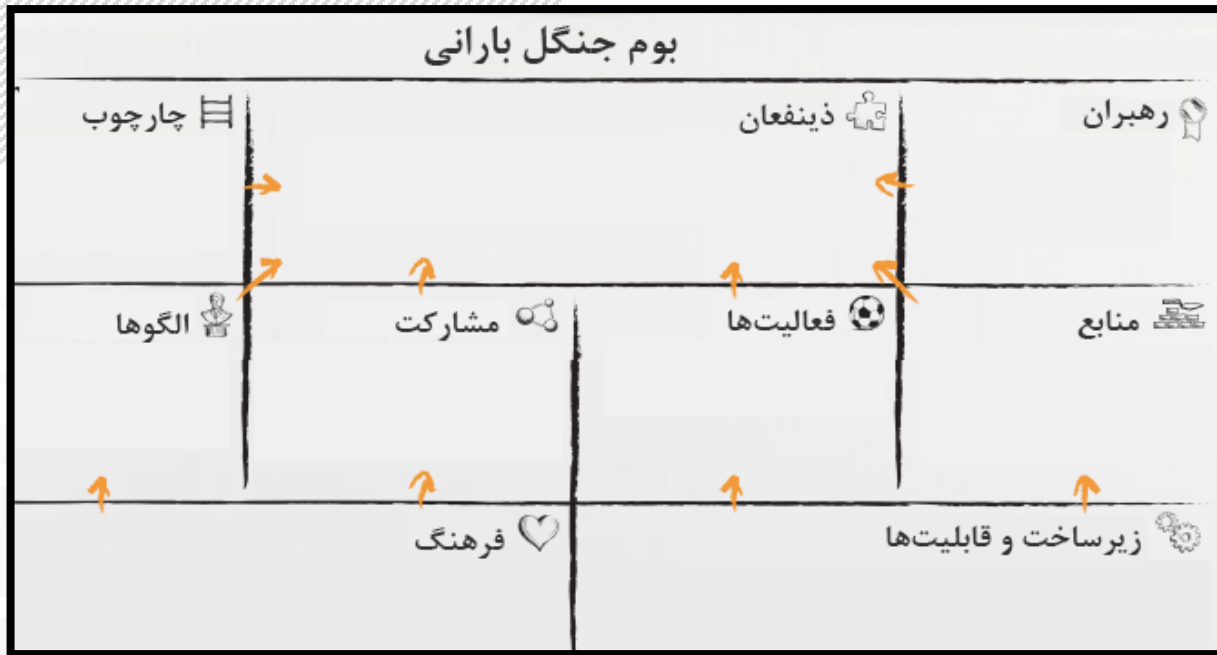 بوم جنگل بارانی
رهبران
ذینفعان
چارچوب
منابع
فعالیت‌ها
مشارکت
الگوها
زیرساخت و قابلیت‌ها
فرهنگ